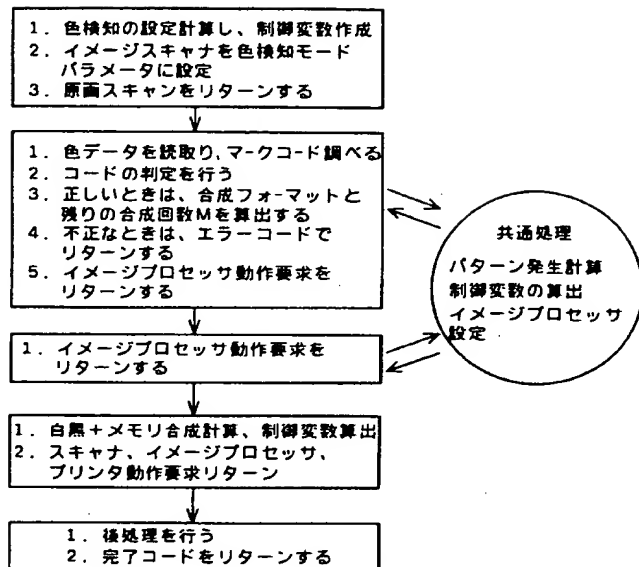 1. 色検知の設定計算し、制御変数作成
2. イメージスキャナを色検知モード
パラメータに設定
3. 原画スキャンをリターンする
1. 色データを読取り、マークコード調べる
2. コードの判定を行う
3. 正しいときは、合成フォーマットと
残りの合成回数Mを算出する
4. 不正なときは、エラーコードで
リターンする
5. イメージプロセッサ動作要求を
リターンする
共通処理
パターン発生計算
制御変数の算出
イメージプロセッサ
設定
1. イメージプロセッサ動作要求を
リターンする
1. 白黒+メモリ合成計算、制御変数算出
2. スキャナ、イメージプロセッサ、
プリンタ動作要求リターン
1. 後処理を行う
2. 完了コードをリターンする